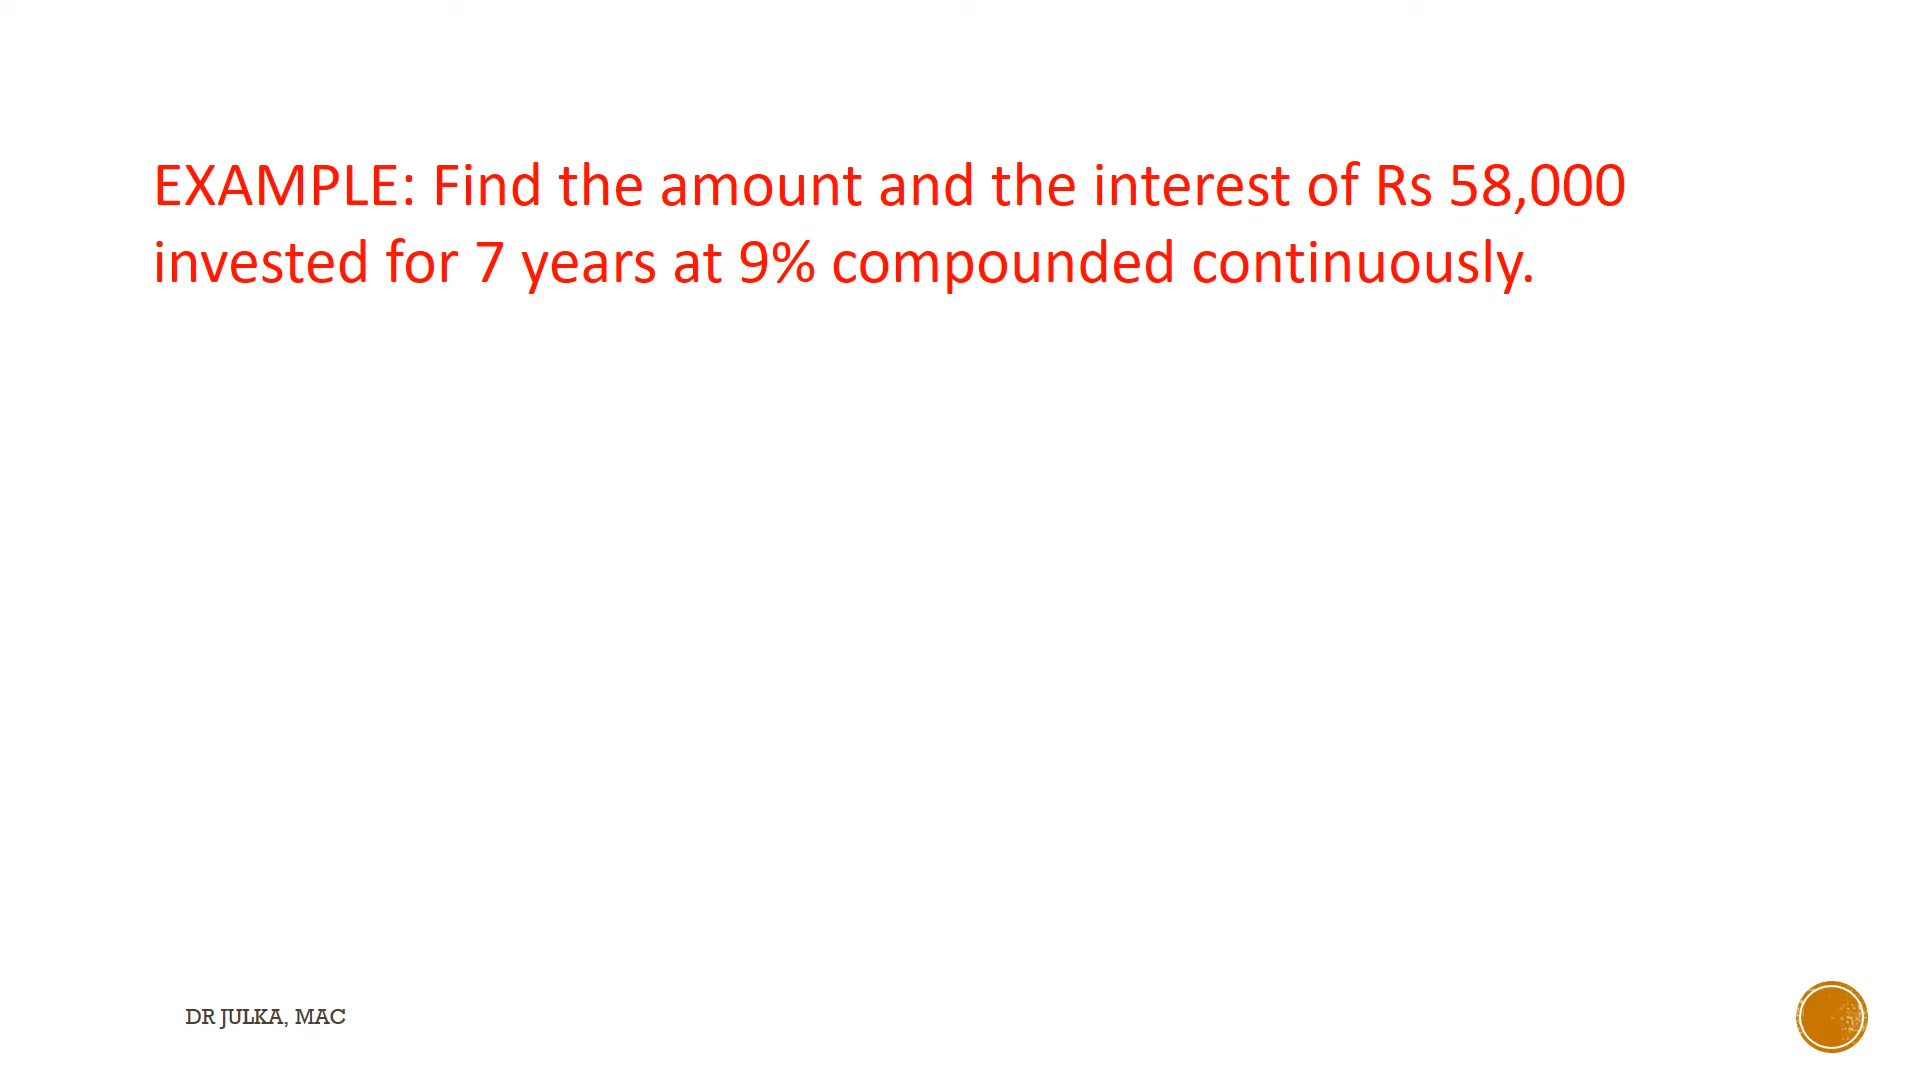 EXAMPLE: Find the amount and the interest of Rs 58,000
invested for 7 years at 9% compounded continuously.
DR JULKA, MAC